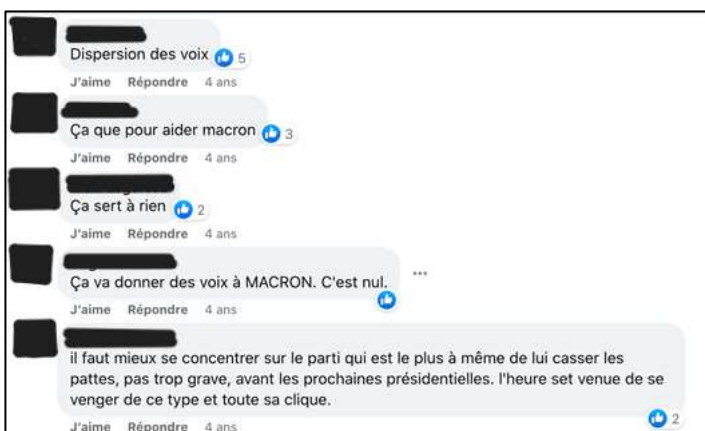 Dispersion des voix 5
J'aime Répondre 4 ans
Ça que pour aider macron 3
J'aime Répondre 4 ans
Ça sert à rien 2
J'aime Répondre 4 ans
Ça va donner des voix à MACRON. C'est nul.
J'aime Répondre 4 ans
il faut mieux se concentrer sur le parti qui est le plus à même de lui casser les
pattes, pas trop grave, avant les prochaines présidentielles. l'heure set venue de se
venger de ce type et toute sa clique.
2
J'aime Répondre 4 ans